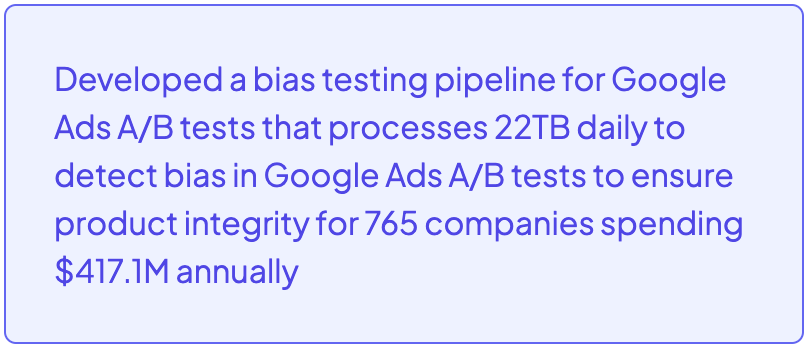 Developed a bias testing pipeline for Google
Ads A/B tests that processes 22TB daily to
detect bias in Google Ads A/B tests to ensure
product integrity for 765 companies spending
$417.1M annually